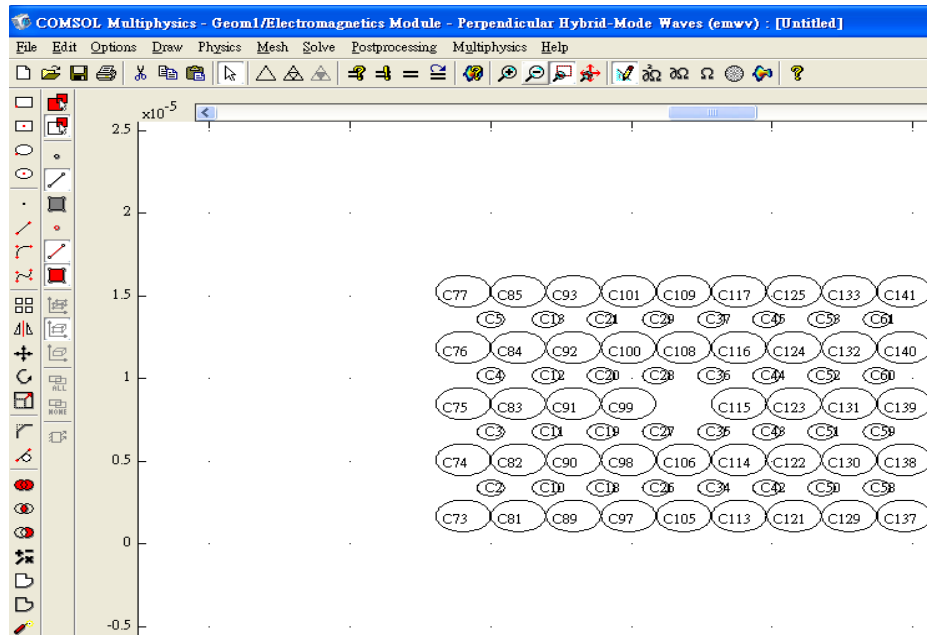 COMSOL Multiphysics - Geom1/Electromagnetics Module - Perpendicular Hybrid-Mode Waves (emwv) : [Untitled]
File Edit Options Draw Physics Mesh Solve Postprocessing Multiphysics Help
x10^-5
2.5
2
1.5
C77 C85 C93 C101 C109 C117 C125 C133 C141
C5 C13 C21 C29 C37 C45 C53 C61
C76 C84 C92 C100 C108 C116 C124 C132 C140
C4 C12 C20 C28 C36 C44 C52 C60
1
ALL
C75 C83 C91 C99 C115 C123 C131 C139
NONE
C3 C11 C19 C27 C35 C43 C51 C59
0.5
C74 C82 C90 C98 C106 C114 C122 C130 C138
C2 C10 C18 C26 C34 C42 C50 C58
C73 C81 C89 C97 C105 C113 C121 C129 C137
0
-0.5